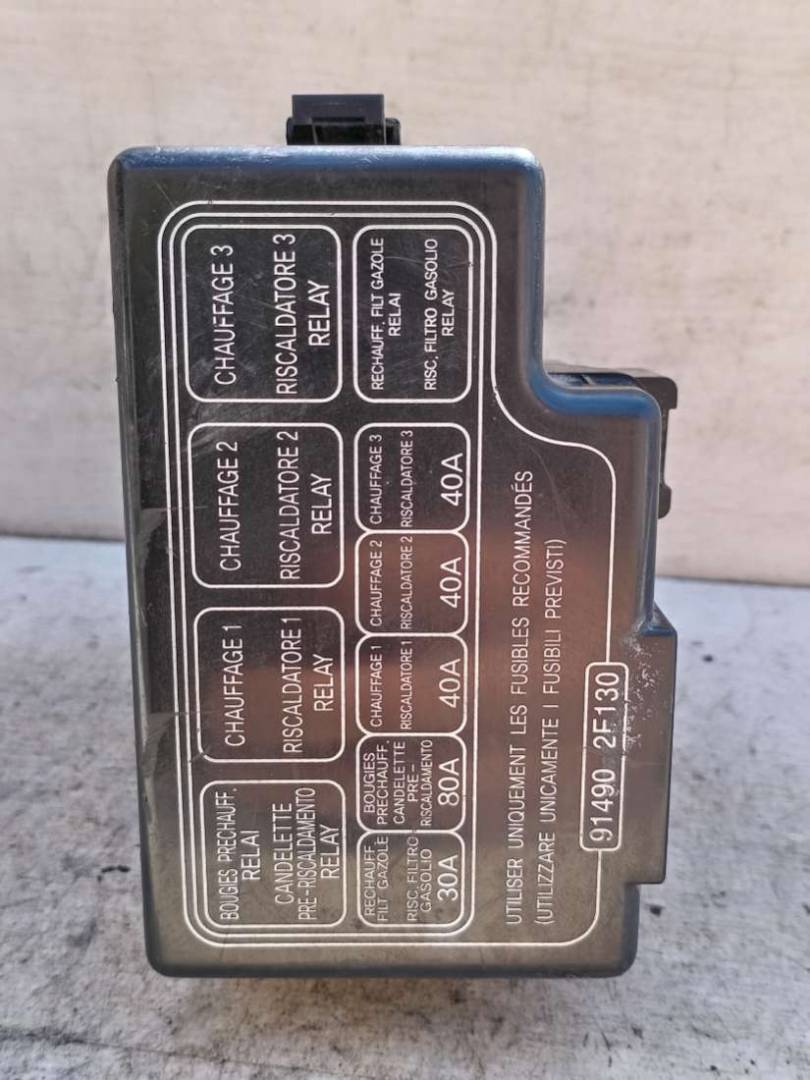 BOUGIES PRECHAUFF.
RELAI
CANDELETTE
PRE-RISCALDAMENTO
RELAY
CHAUFFAGE 1
RISCALDATORE 1
RELAY
CHAUFFAGE 2
RISCALDATORE 2
RELAY
CHAUFFAGE 3
RISCALDATORE 3
RELAY
RECHAUFF.
FILT GAZOLE
RISC. FILTRO
GASOLIO
30A
BOUGIES
PRECHAUFF.
CANDELETTE
PRE-
RISCALDAMENTO
80A
CHAUFFAGE 1
RISCALDATORE 1
40A
CHAUFFAGE 2
RISCALDATORE 2
40A
CHAUFFAGE 3
RISCALDATORE 3
40A
RECHAUFF. FILT GAZOLE
RELAI
RISC. FILTRO GASOLIO
RELAY
UTILISER UNIQUEMENT LES FUSIBLES RECOMMANDÉS
(UTILIZZARE UNICAMENTE I FUSIBILI PREVISTI)
91490 2F130